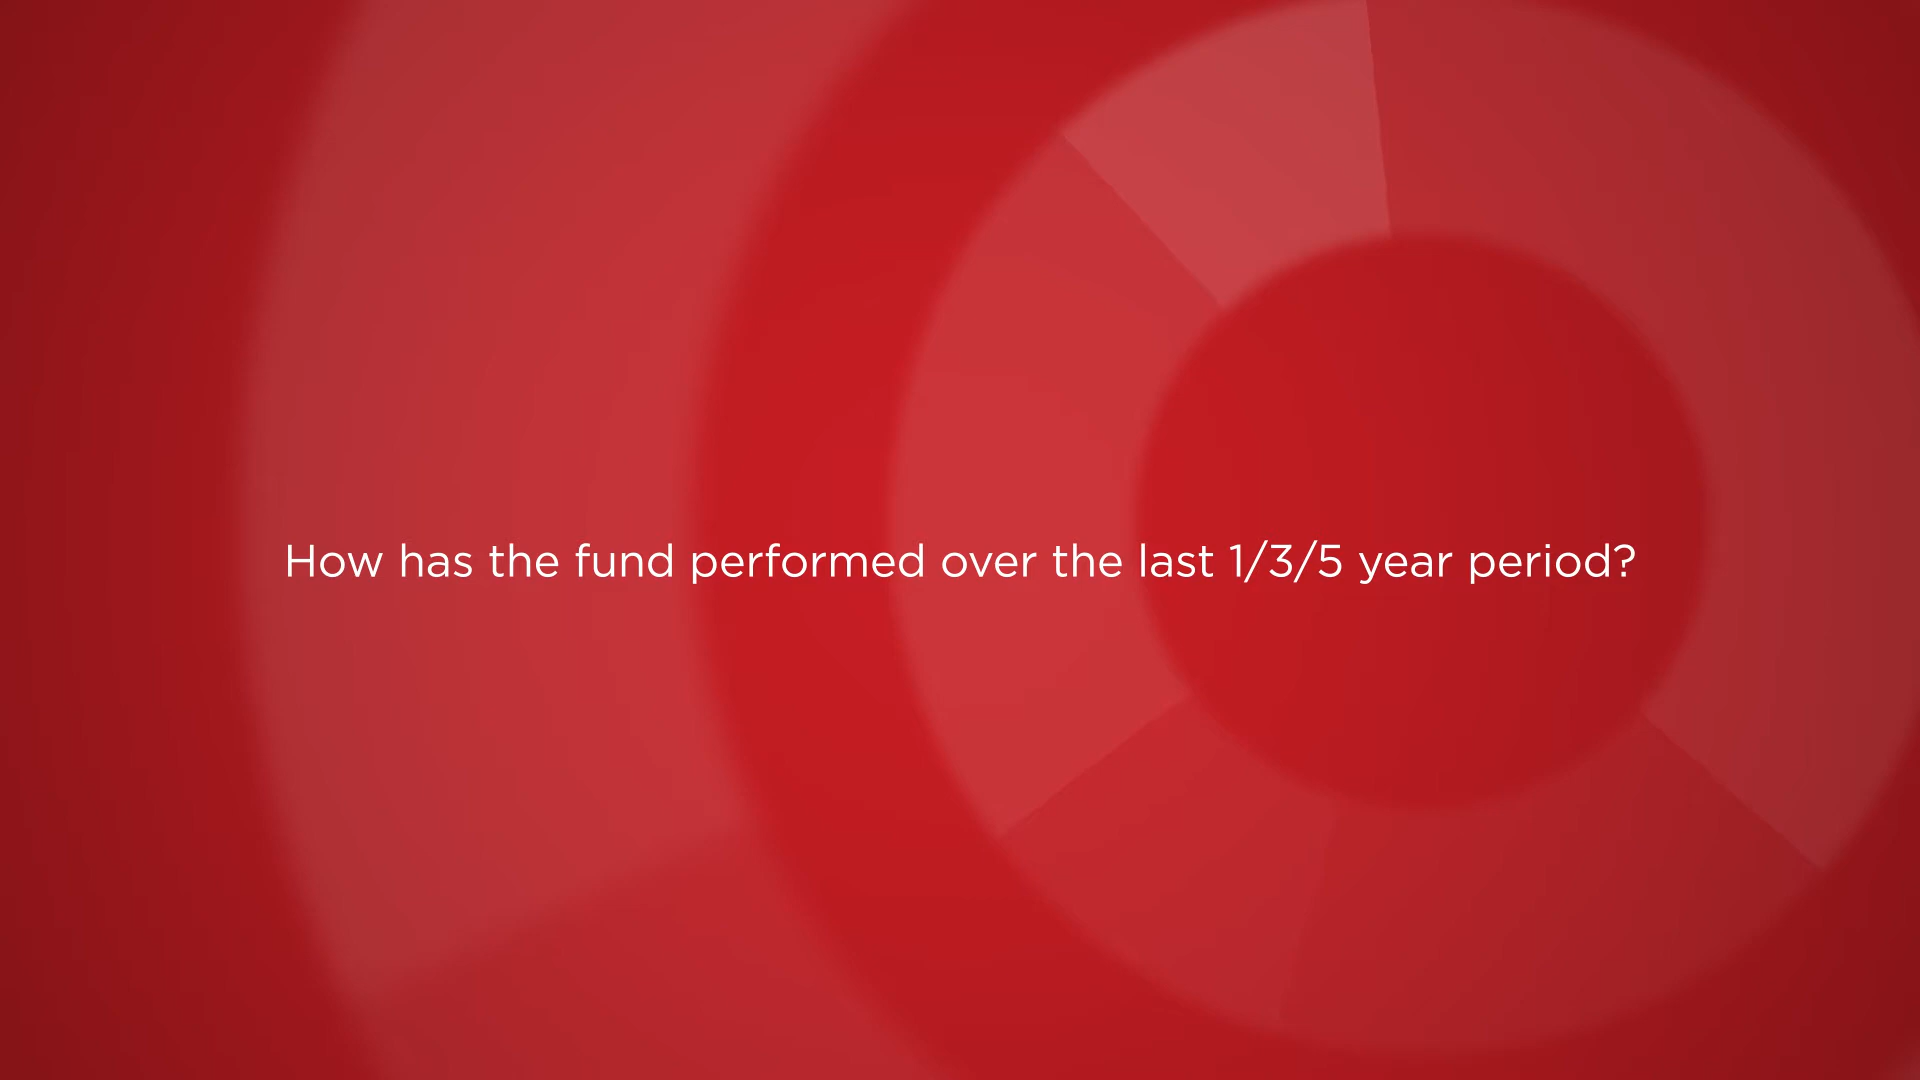 How has the fund performed over the last 1/3/5 year period?